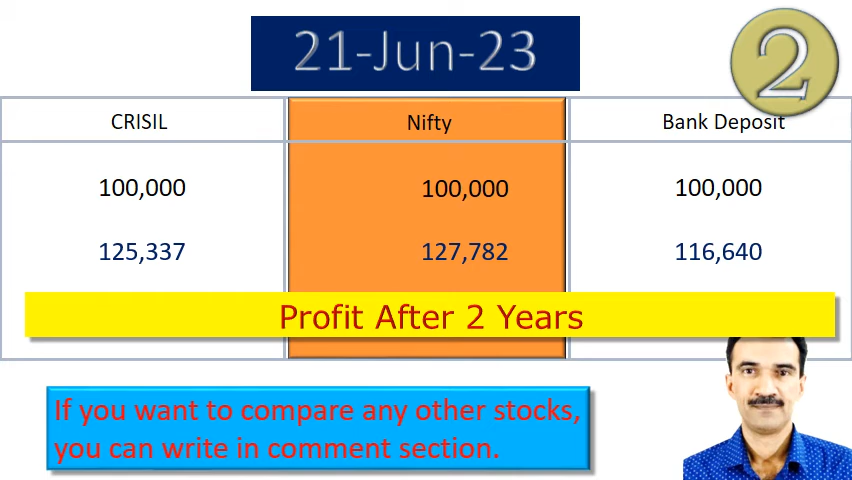 21-Jun-23
2
CRISIL Nifty Bank Deposit
100,000 100,000 100,000
125,337 127,782 116,640
Profit After 2 Years
If you want to compare any other stocks,
you can write in comment section.